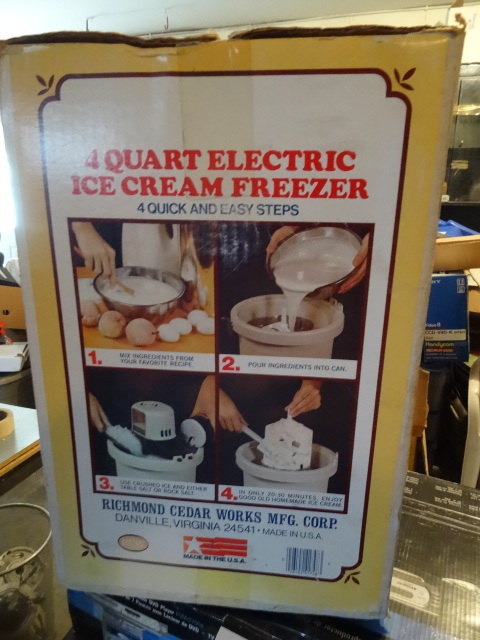 4 QUART ELECTRIC
ICE CREAM FREEZER
4 QUICK AND EASY STEPS
1. MIX INGREDIENTS FROM
YOUR FAVORITE RECIPE
2. POUR INGREDIENTS INTO CAN.
3. USE CRUSHED ICE AND EITHER
TABLE SALT OR ROCK SALT
4. IN ONLY 20-30 MINUTES, ENJOY
GOOD OLD HOMEMADE ICE CREAM
RICHMOND CEDAR WORKS MFG. CORP.
DANVILLE, VIRGINIA 24541 • MADE IN U.S.A.
MADE IN THE U.S.A.
Handycam
DVD Player